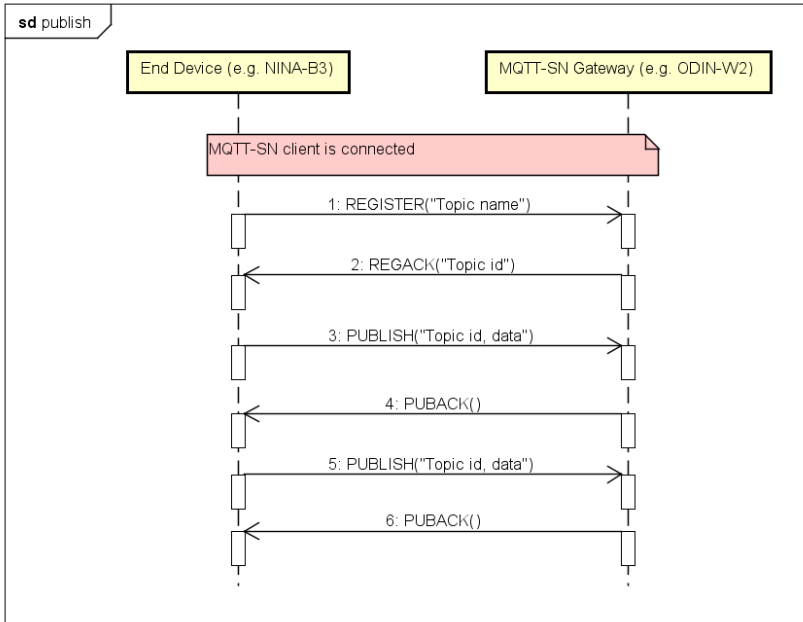 sd publish
End Device (e.g. NINA-B3)
MQTT-SN Gateway (e.g. ODIN-W2)
MQTT-SN client is connected
1: REGISTER("Topic name")
2: REGACK("Topic id")
3: PUBLISH("Topic id, data")
4: PUBACK()
5: PUBLISH("Topic id, data")
6: PUBACK()